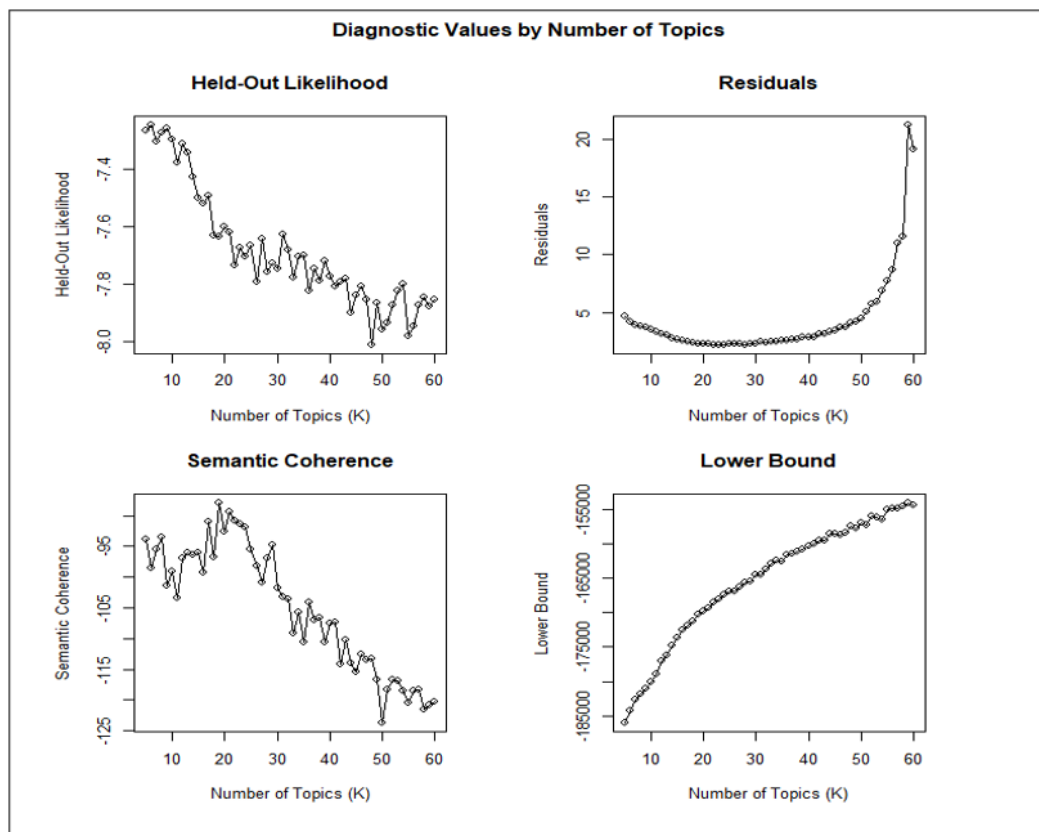 Diagnostic Values by Number of Topics
Held-Out Likelihood
Held-Out Likelihood
-7.4
-7.6
-7.8
-8.0
10 20 30 40 50 60
Number of Topics (K)
Residuals
Residuals
20
15
10
5
10 20 30 40 50 60
Number of Topics (K)
Semantic Coherence
Semantic Coherence
-95
-105
-115
-125
10 20 30 40 50 60
Number of Topics (K)
Lower Bound
Lower Bound
-155000
-165000
-175000
-185000
10 20 30 40 50 60
Number of Topics (K)